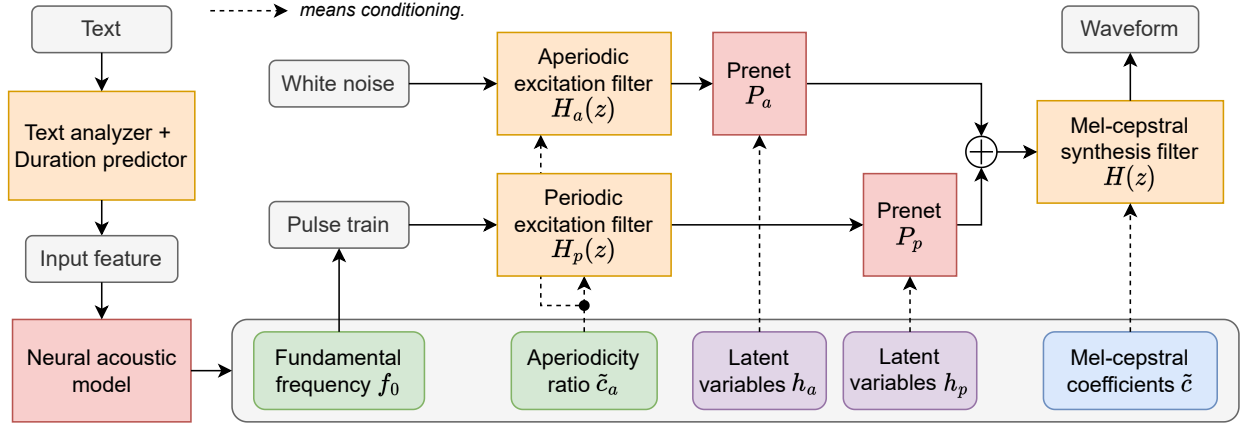 means conditioning.
Text
Text analyzer +
Duration predictor
Input feature
Neural acoustic
model
White noise
Aperiodic
excitation filter
$H_a(z)$
Prenet
$P_a$
Pulse train
Periodic
excitation filter
$H_p(z)$
Prenet
$P_p$
Waveform
Mel-cepstral
synthesis filter
$H(z)$
Fundamental
frequency $f_0$
Aperiodicity
ratio $\tilde{c}_a$
Latent
variables $h_a$
Latent
variables $h_p$
Mel-cepstral
coefficients $\tilde{c}$